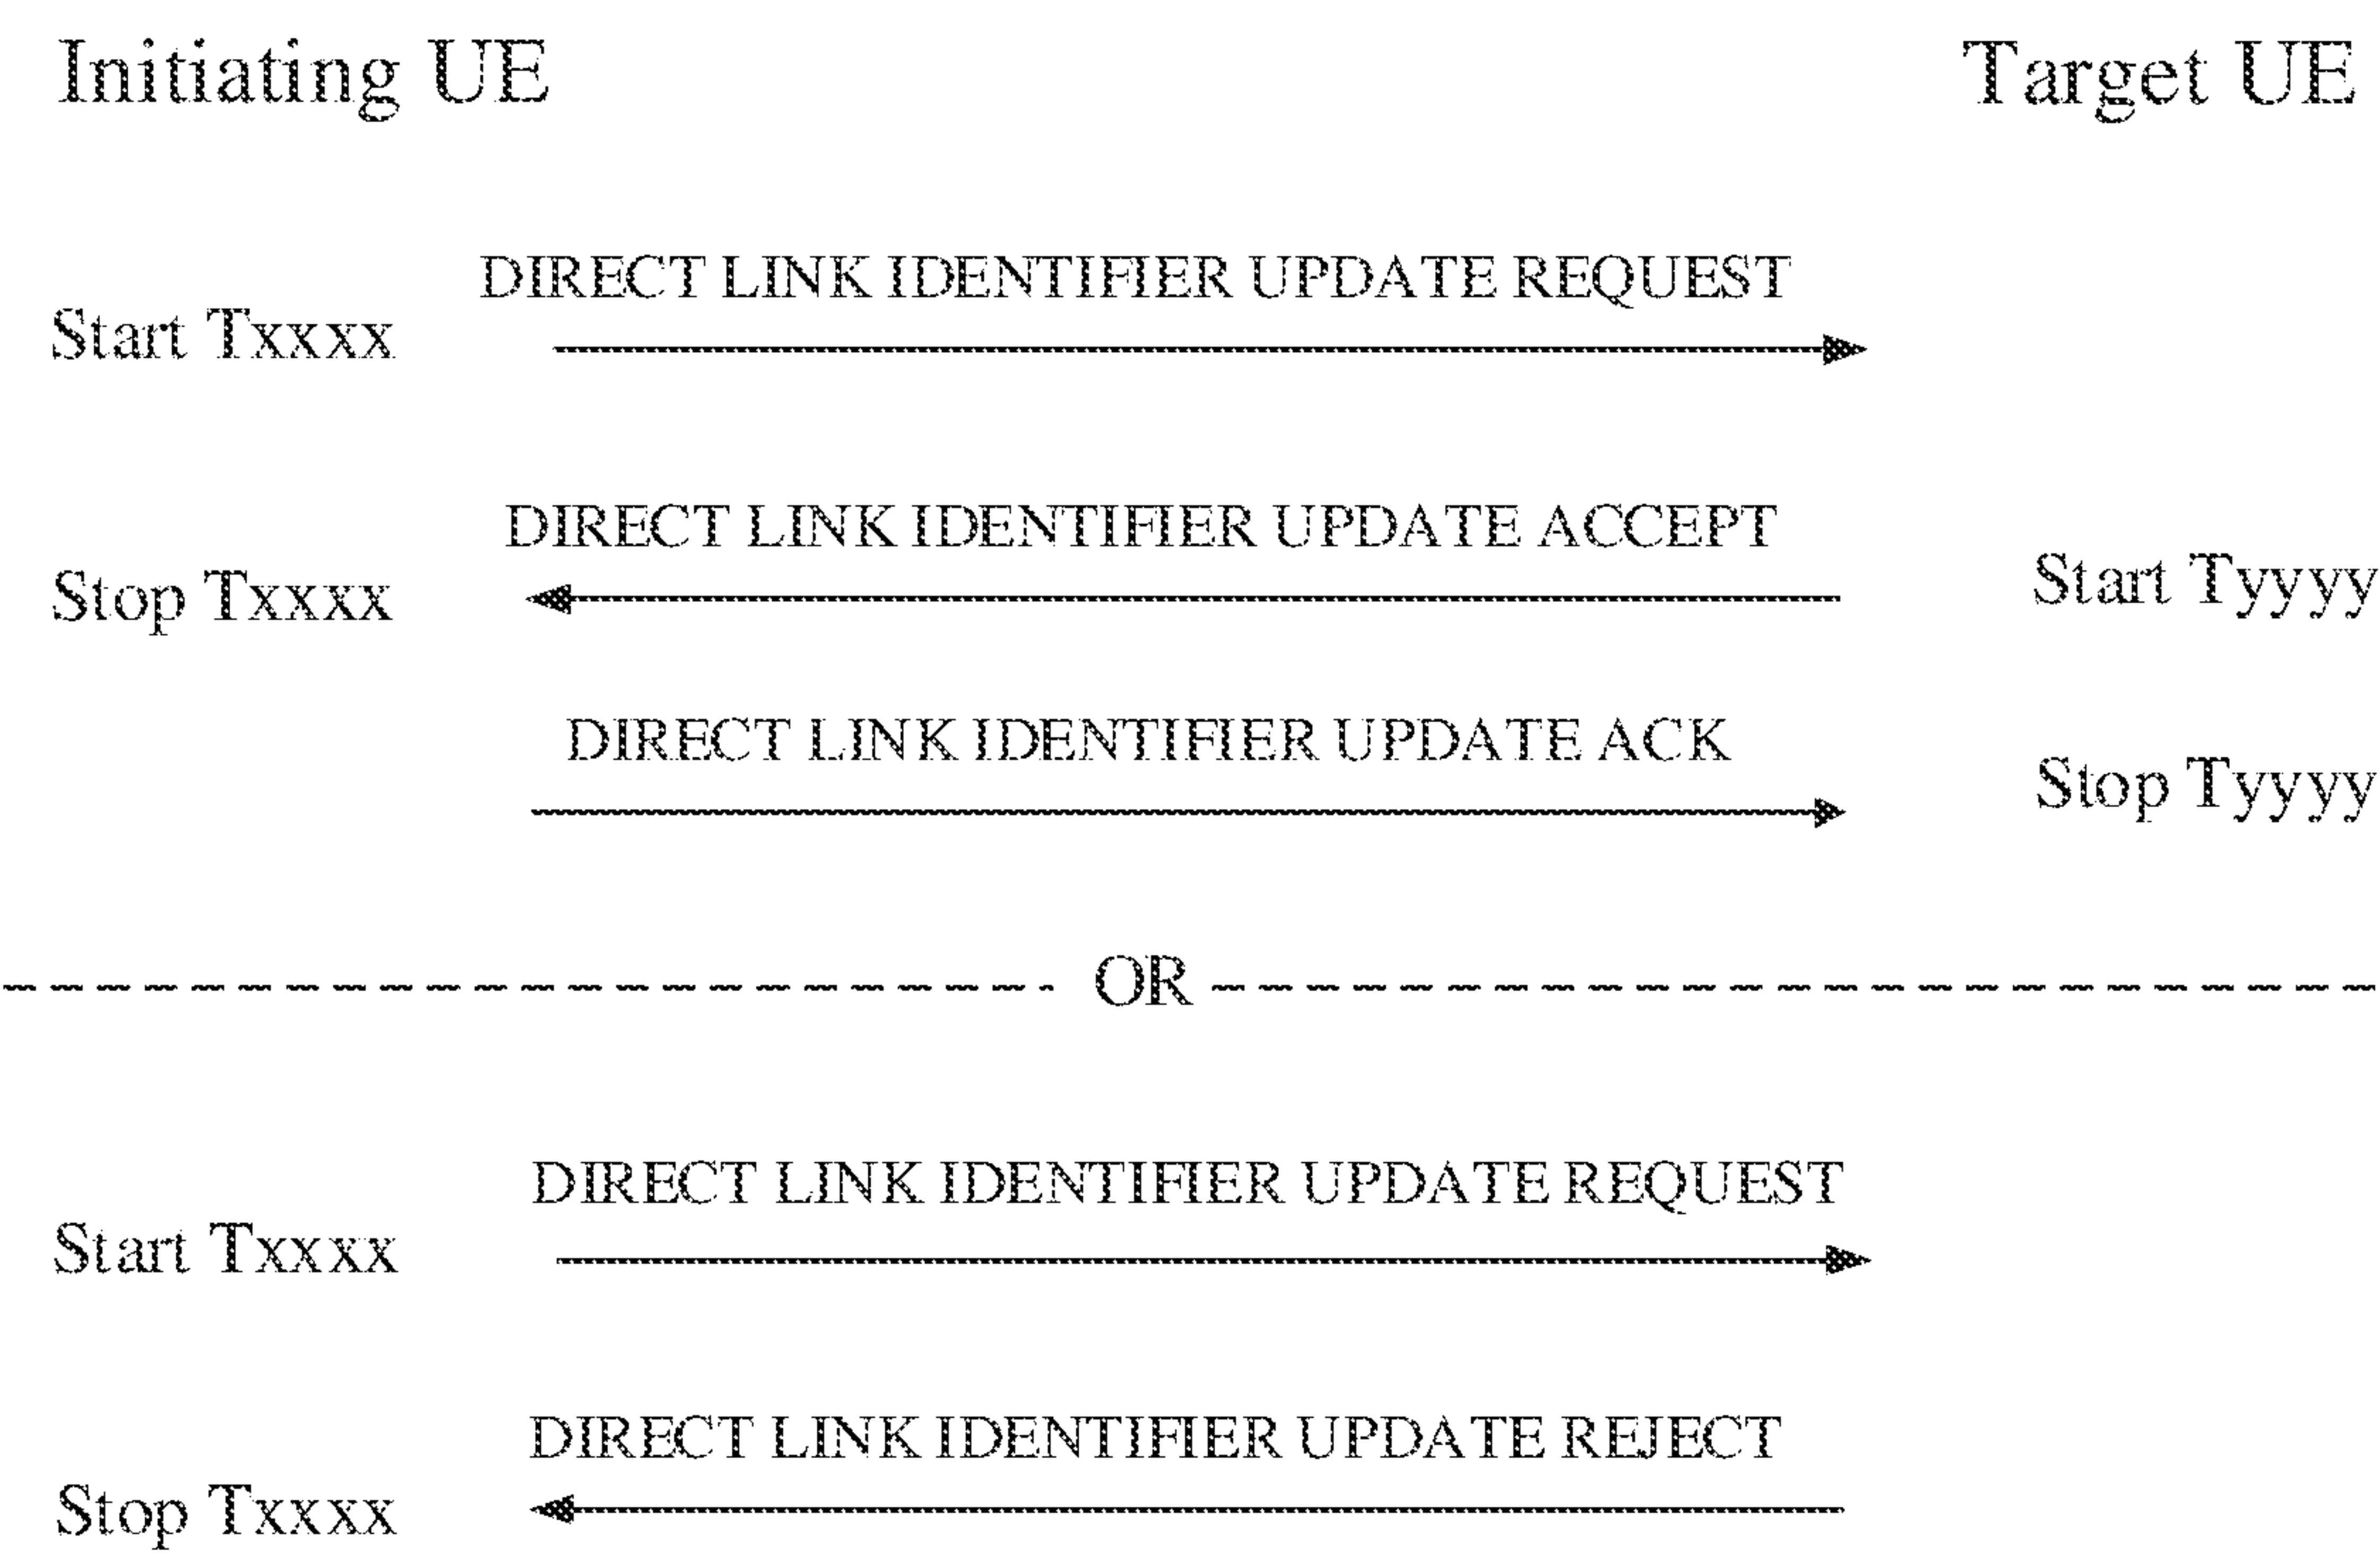 Initiating UE Target UE
DIRECT LINK IDENTIFIER UPDATE REQUEST
Start Txxxx
DIRECT LINK IDENTIFIER UPDATE ACCEPT
Stop Txxxx Start Tyyyy
DIRECT LINK IDENTIFIER UPDATE ACK
Stop Tyyyy
OR
DIRECT LINK IDENTIFIER UPDATE REQUEST
Start Txxxx
DIRECT LINK IDENTIFIER UPDATE REJECT
Stop Txxxx